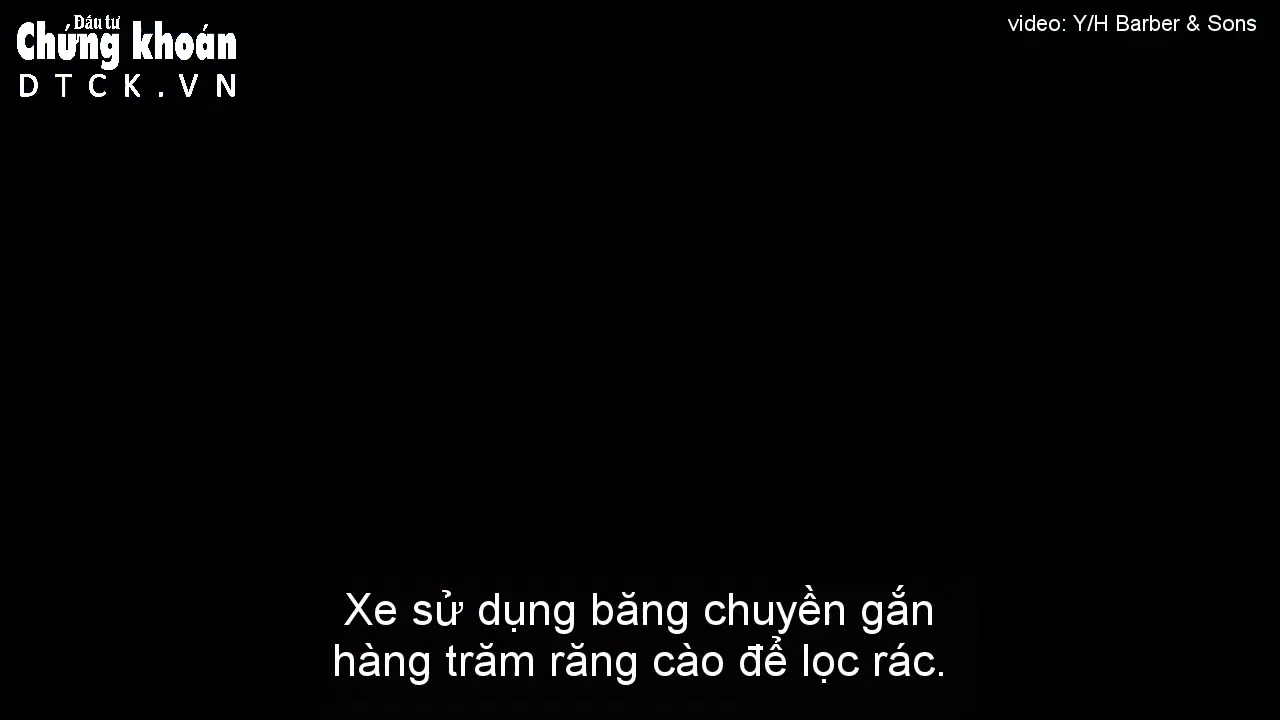 Đầu tư
Chứng khoán
DTCK.VN
video: Y/H Barber & Sons
Xe sử dụng băng chuyền gắn
hàng trăm răng cào để lọc rác.